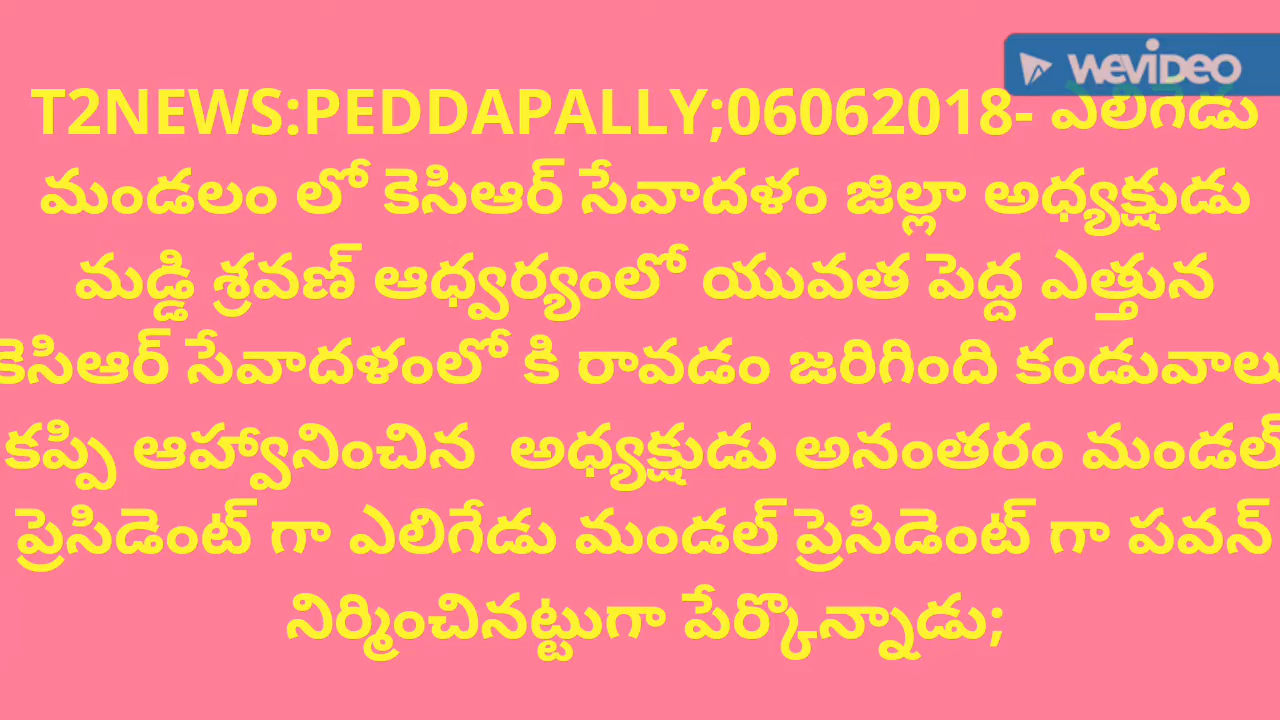 WEVIDEO
T2NEWS:PEDDAPALLY;06062018- ఎలిగేడు
మండలం లో కెసిఆర్ సేవాదళం జిల్లా అధ్యక్షుడు
మడ్డి శ్రవణ్ ఆధ్వర్యంలో యువత పెద్ద ఎత్తున
కెసిఆర్ సేవాదళంలో కి రావడం జరిగింది కండువాలు
కప్పి ఆహ్వానించిన అధ్యక్షుడు అనంతరం మండల్
ప్రెసిడెంట్ గా ఎలిగేడు మండల్ ప్రెసిడెంట్ గా పవన్
నిర్మించినట్టుగా పేర్కొన్నాడు;